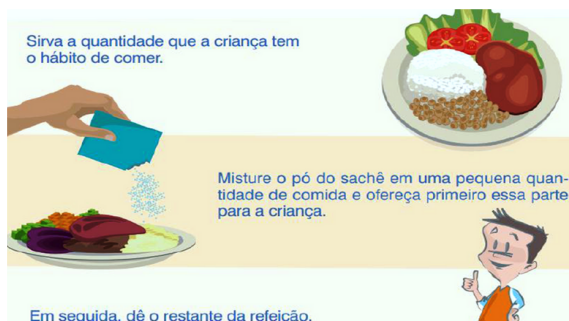 Sirva a quantidade que a criança tem
o hábito de comer.
Misture o pó do sachê em uma pequena quan-
tidade de comida e ofereça primeiro essa parte
para a criança.
Em seguida, dê o restante da refeição.